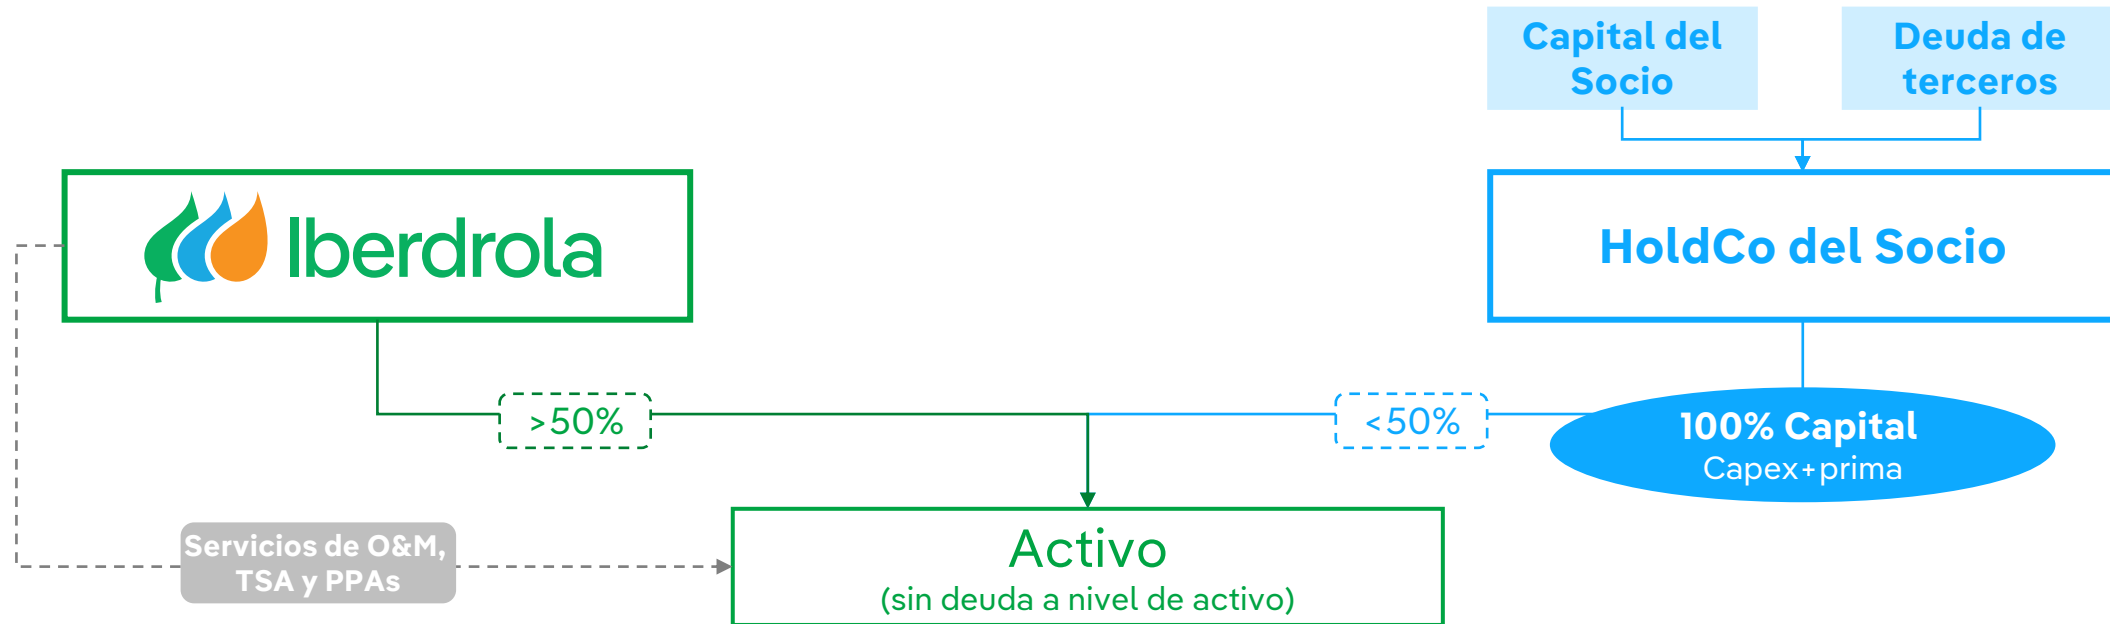 Capital del
Socio
Deuda de
terceros
Iberdrola
HoldCo del Socio
>50%
<50%
100% Capital
Capex+prima
Servicios de O&M,
TSA y PPAs
Activo
(sin deuda a nivel de activo)